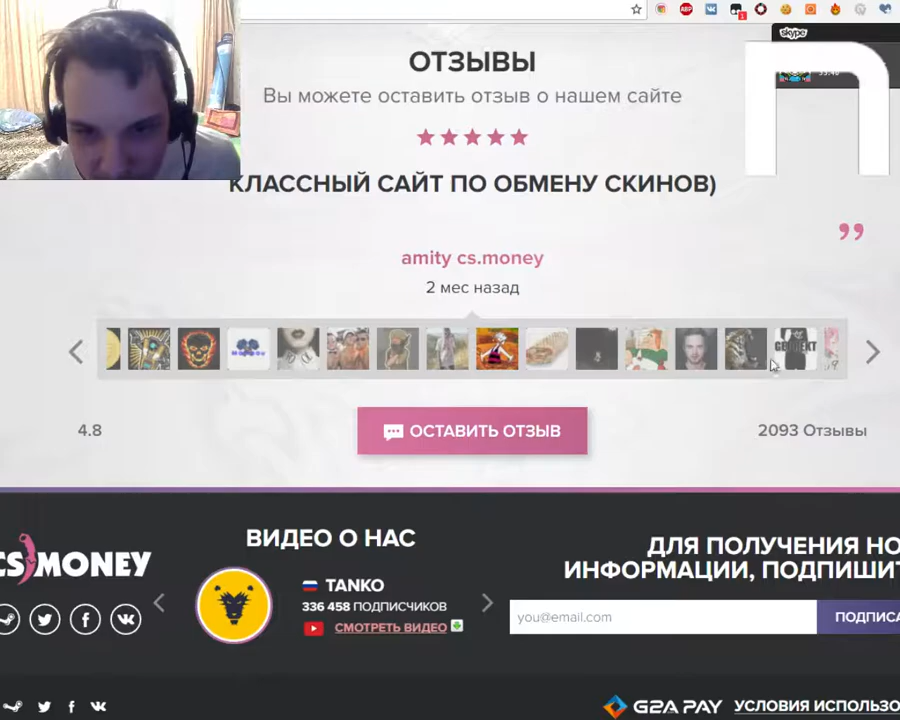 ABP
1
skype
ОТЗЫВЫ
Вы можете оставить отзыв о нашем сайте
КЛАССНЫЙ САЙТ ПО ОБМЕНУ СКИНОВ)
”
amity cs.money
2 мес назад
4.8
ОСТАВИТЬ ОТЗЫВ
2093 Отзывы
CS MONEY
ВИДЕО О НАС
TANKO
336 458 ПОДПИСЧИКОВ
СМОТРЕТЬ ВИДЕО
ДЛЯ ПОЛУЧЕНИЯ НО
ИНФОРМАЦИИ, ПОДПИШИТ
you@email.com
ПОДПИСА
G2A PAY
УСЛОВИЯ ИСПОЛЬЗО